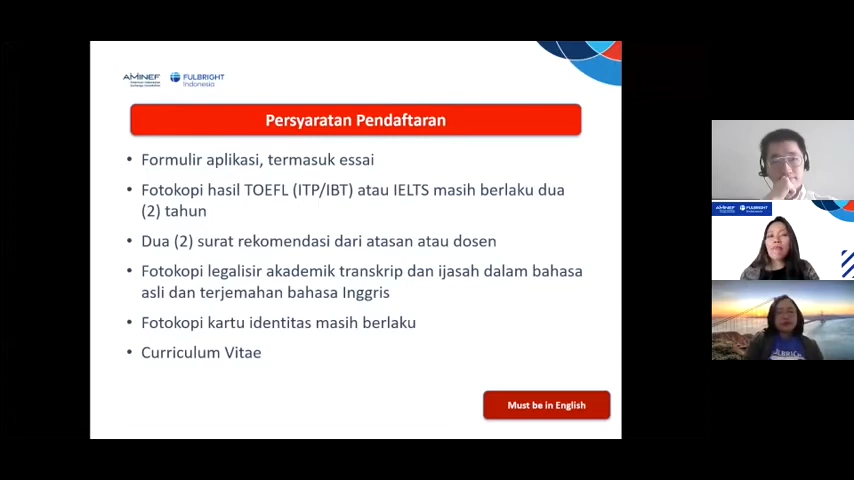 AMINEF
FULBRIGHT
Indonesia
Persyaratan Pendaftaran
• Formulir aplikasi, termasuk essai
• Fotokopi hasil TOEFL (ITP/IBT) atau IELTS masih berlaku dua
(2) tahun
• Dua (2) surat rekomendasi dari atasan atau dosen
• Fotokopi legalisir akademik transkrip dan ijasah dalam bahasa
asli dan terjemahan bahasa Inggris
• Fotokopi kartu identitas masih berlaku
• Curriculum Vitae
Must be in English
AMINEF
FULBRIGHT